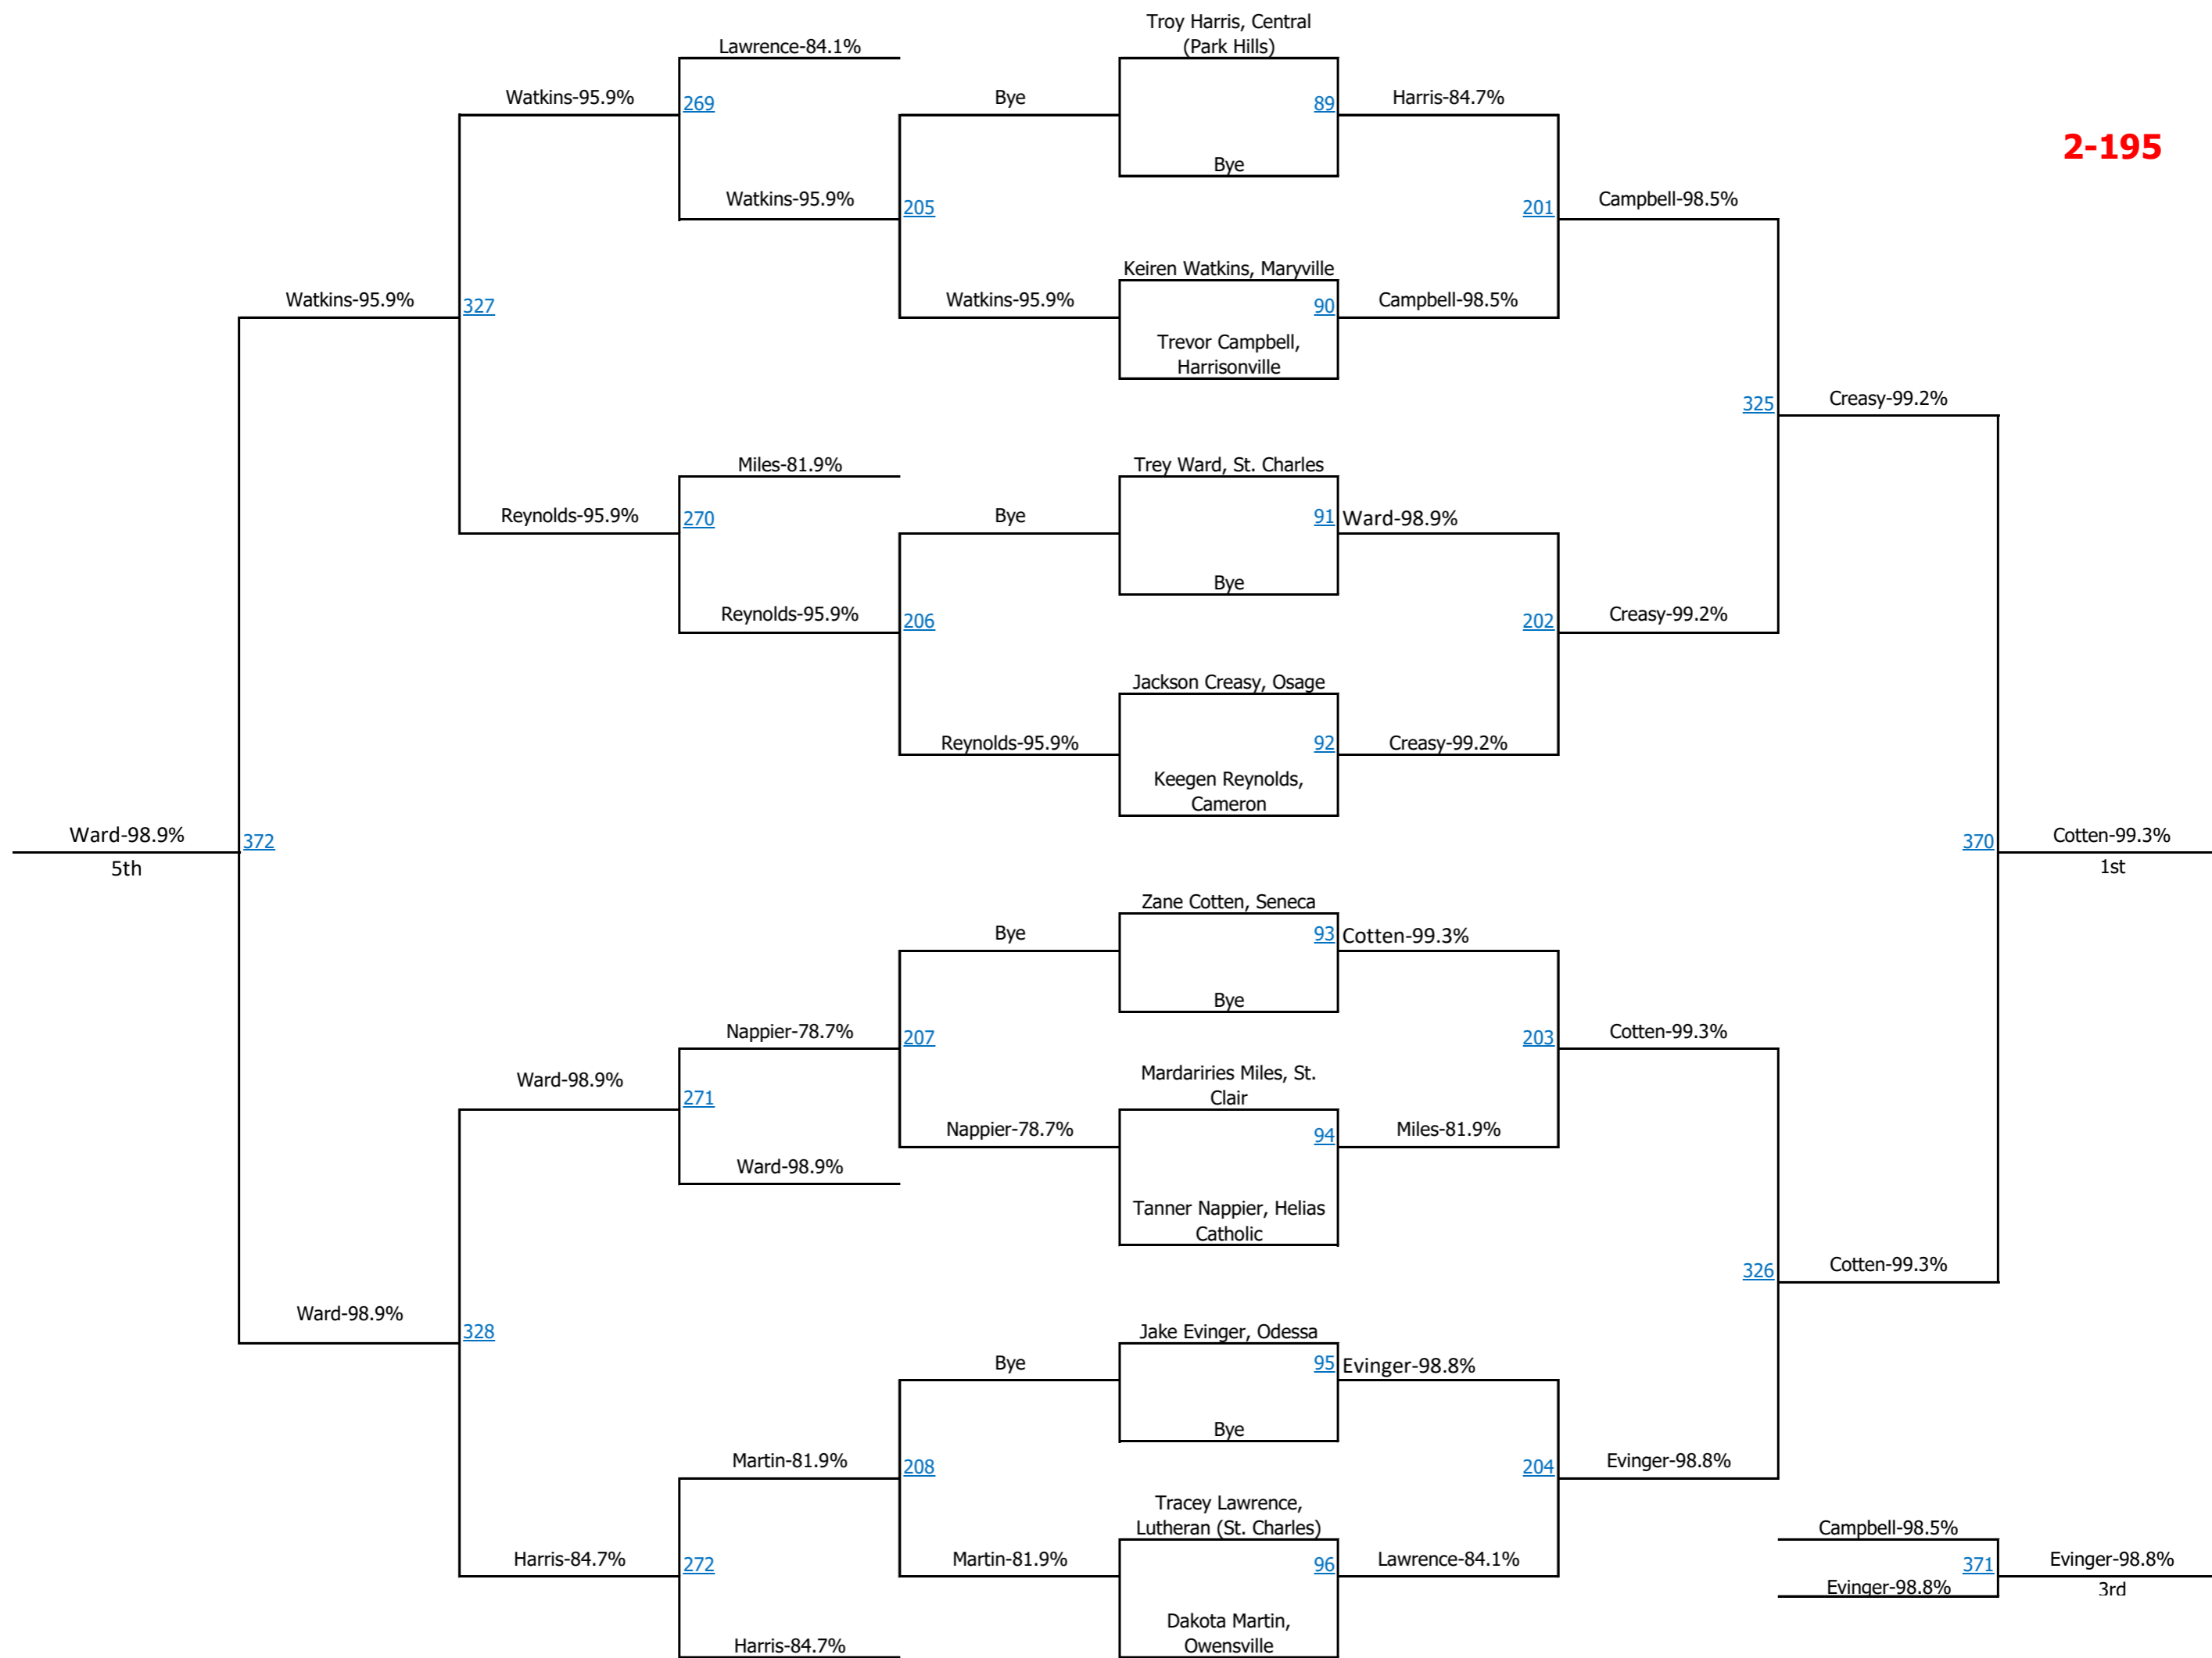 Troy Harris, Central
(Park Hills)
Lawrence-84.1%
Watkins-95.9%
269
Bye
89
Harris-84.7%
2-195
Bye
Watkins-95.9%
205
201
Campbell-98.5%
Keiren Watkins, Maryville
Watkins-95.9%
327
Watkins-95.9%
90
Campbell-98.5%
Trevor Campbell,
Harrisonville
325
Creasy-99.2%
Miles-81.9%
Trey Ward, St. Charles
Reynolds-95.9%
270
Bye
91
Ward-98.9%
Bye
Reynolds-95.9%
206
202
Creasy-99.2%
Jackson Creasy, Osage
Reynolds-95.9%
92
Creasy-99.2%
Keegen Reynolds,
Cameron
Ward-98.9%
372
370
Cotten-99.3%
5th
1st
Zane Cotten, Seneca
Bye
93
Cotten-99.3%
Bye
Nappier-78.7%
207
203
Cotten-99.3%
Mardariries Miles, St.
Clair
Ward-98.9%
271
Nappier-78.7%
94
Miles-81.9%
Ward-98.9%
Tanner Nappier, Helias
Catholic
326
Cotten-99.3%
Ward-98.9%
328
Jake Evinger, Odessa
Bye
95
Evinger-98.8%
Bye
Martin-81.9%
208
204
Evinger-98.8%
Tracey Lawrence,
Lutheran (St. Charles)
Campbell-98.5%
Harris-84.7%
272
Martin-81.9%
96
Lawrence-84.1%
371
Evinger-98.8%
Evinger-98.8%
3rd
Dakota Martin,
Owensville
Harris-84.7%